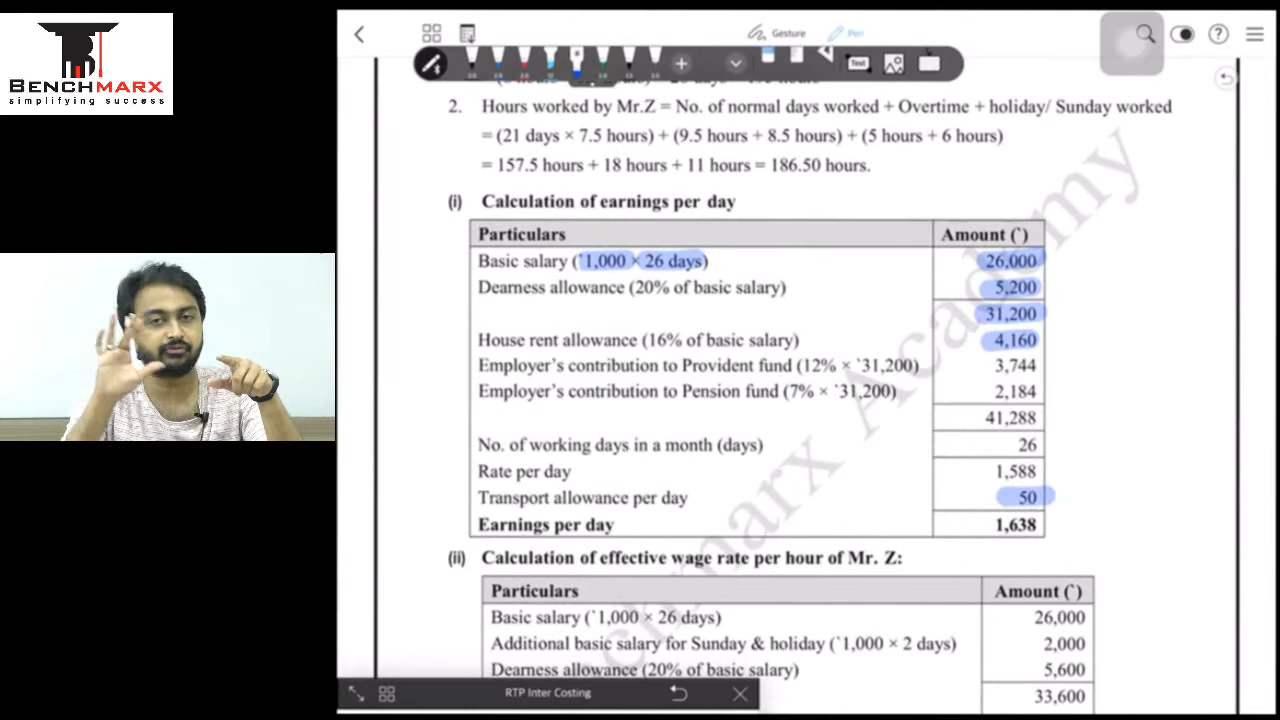 BENCHMARX
simplifying success
Gesture
Pen
Text
2. Hours worked by Mr.Z = No. of normal days worked + Overtime + holiday/ Sunday worked
= (21 days × 7.5 hours) + (9.5 hours + 8.5 hours) + (5 hours + 6 hours)
= 157.5 hours + 18 hours + 11 hours = 186.50 hours.
(i) Calculation of earnings per day
Particulars Amount (`)
Basic salary (`1,000 × 26 days) 26,000
Dearness allowance (20% of basic salary) 5,200
31,200
House rent allowance (16% of basic salary) 4,160
Employer's contribution to Provident fund (12% × `31,200) 3,744
Employer's contribution to Pension fund (7% × `31,200) 2,184
41,288
No. of working days in a month (days) 26
Rate per day 1,588
Transport allowance per day 50
Earnings per day 1,638
(ii) Calculation of effective wage rate per hour of Mr. Z:
Particulars Amount (`)
Basic salary (`1,000 × 26 days) 26,000
Additional basic salary for Sunday & holiday (`1,000 × 2 days) 2,000
Dearness allowance (20% of basic salary) 5,600
33,600
RTP Inter Costing